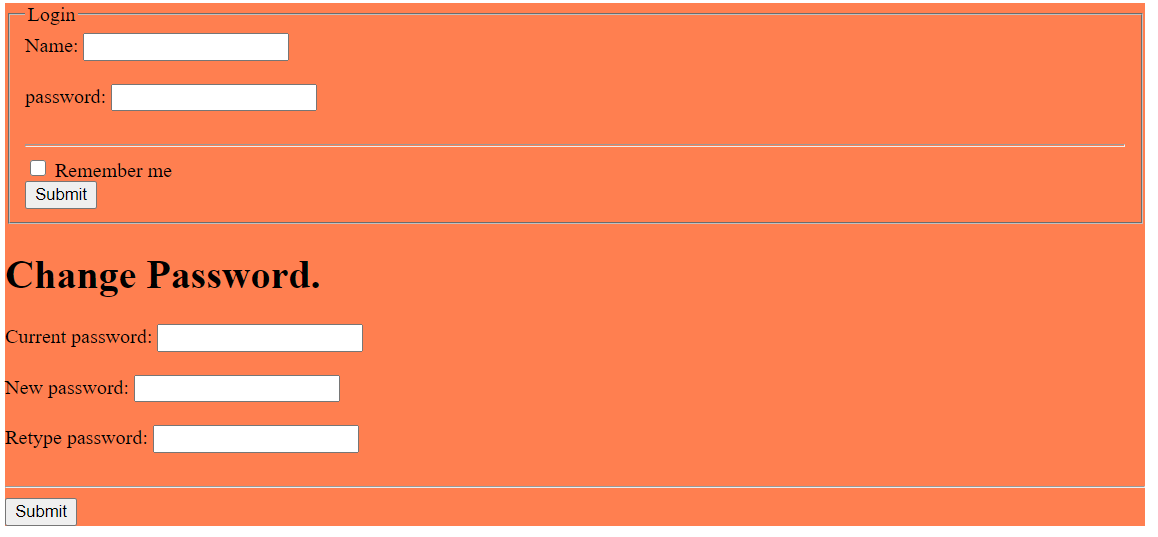 Login
Name:
password:
Remember me
Submit
Change Password.
Current password:
New password:
Retype password:
Submit